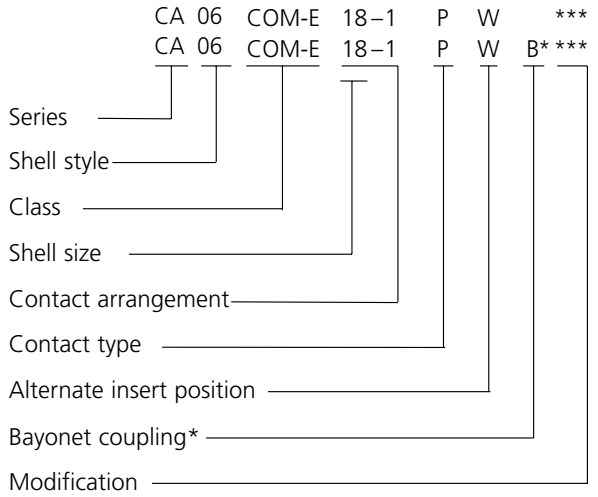 CA 06 COM-E 18–1 P W ***
CA 06 COM-E 18–1 P W B* ***
Series
Shell style
Class
Shell size
Contact arrangement
Contact type
Alternate insert position
Bayonet coupling*
Modification